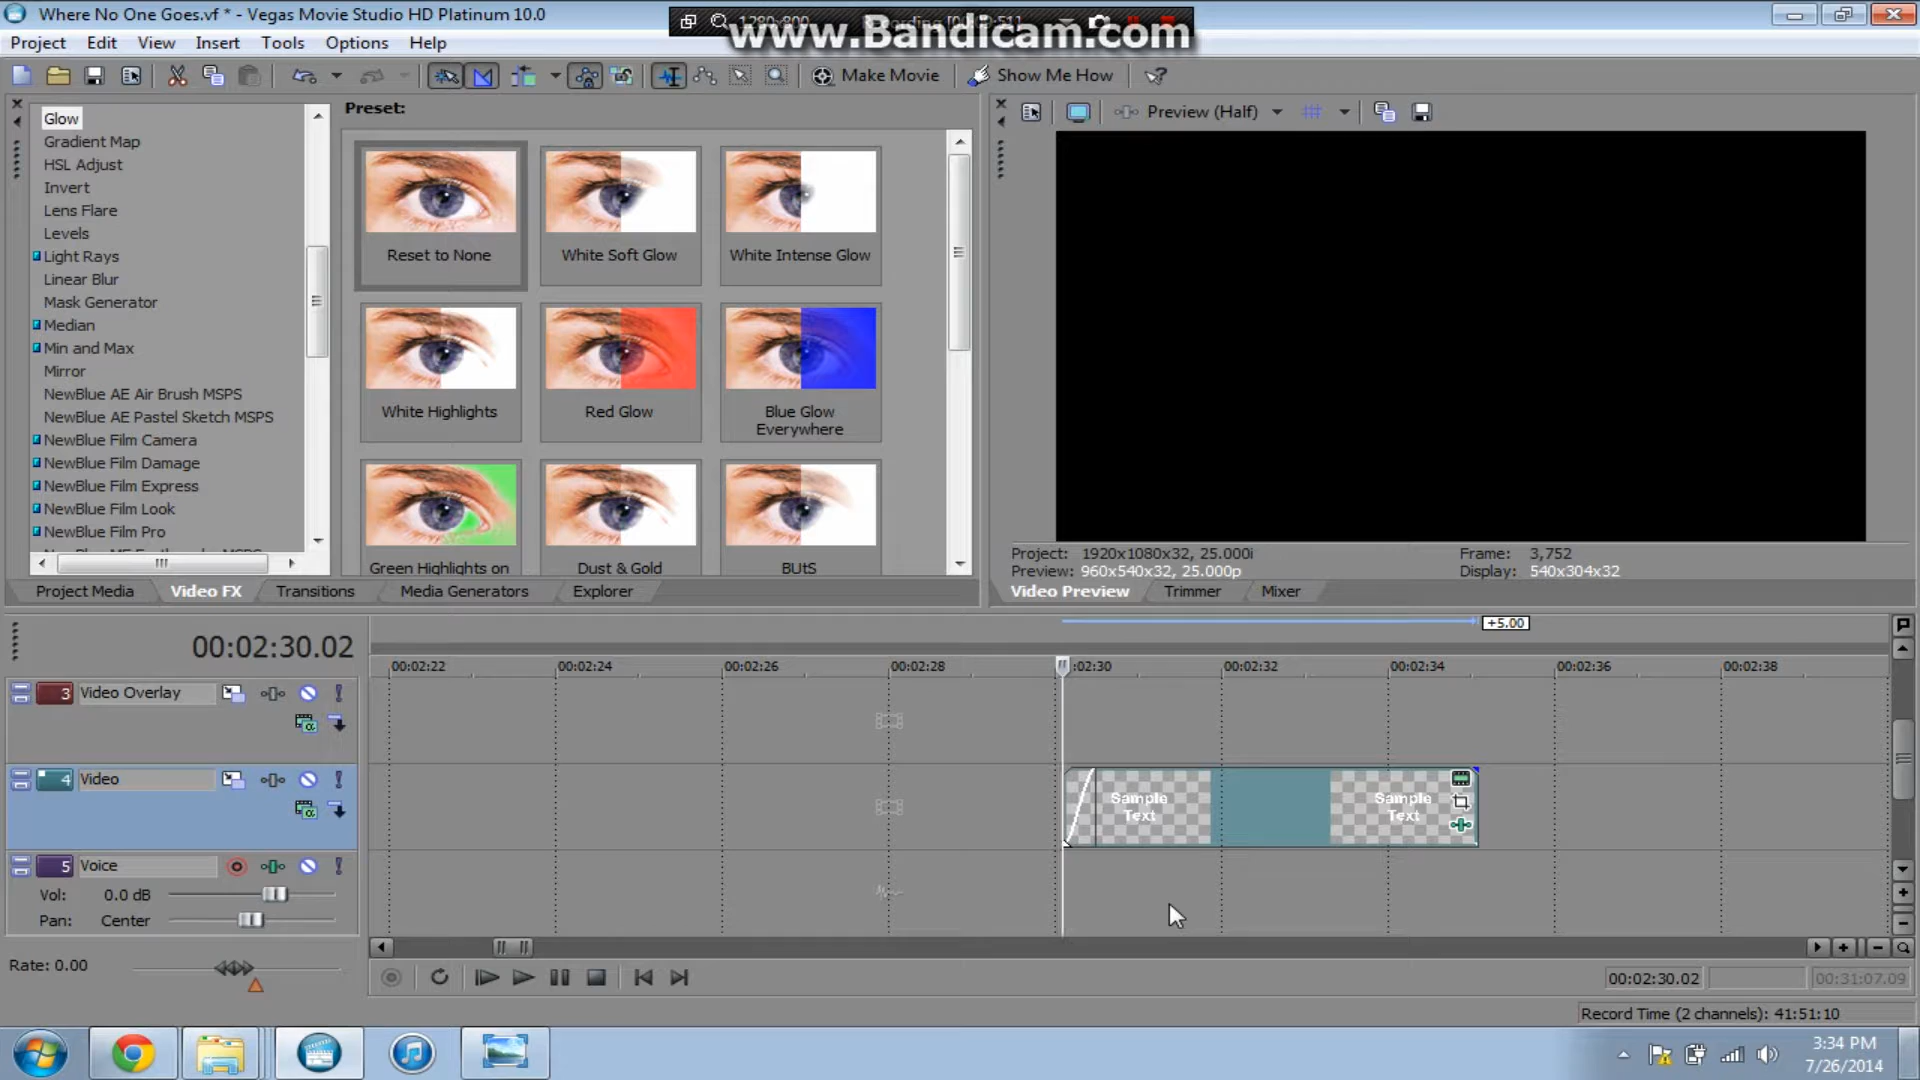 Where No One Goes.vf * - Vegas Movie Studio HD Platinum 10.0
www.Bandicam.com
Project Edit View Insert Tools Options Help
Make Movie Show Me How
Glow
Gradient Map
HSL Adjust
Invert
Lens Flare
Levels
Light Rays
Linear Blur
Mask Generator
Median
Min and Max
Mirror
NewBlue AE Air Brush MSPS
NewBlue AE Pastel Sketch MSPS
NewBlue Film Camera
NewBlue Film Damage
NewBlue Film Express
NewBlue Film Look
NewBlue Film Pro
Preset:
Reset to None
White Soft Glow
White Intense Glow
White Highlights
Red Glow
Blue Glow
Everywhere
Green Highlights on
Dust & Gold
BUtS
Preview (Half)
Project: 1920x1080x32, 25.000i
Preview: 960x540x32, 25.000p
Frame: 3,752
Display: 540x304x32
Project Media Video FX Transitions Media Generators Explorer
Video Preview Trimmer Mixer
00:02:30.02
+5.00
00:02:22 00:02:24 00:02:26 00:02:28 :02:30 00:02:32 00:02:34 00:02:36 00:02:38
3 Video Overlay
4 Video
Sample
Text
Sample
Text
5 Voice
Vol: 0.0 dB
Pan: Center
Rate: 0.00
00:02:30.02
00:31:07.09
Record Time (2 channels): 41:51:10
3:34 PM
7/26/2014